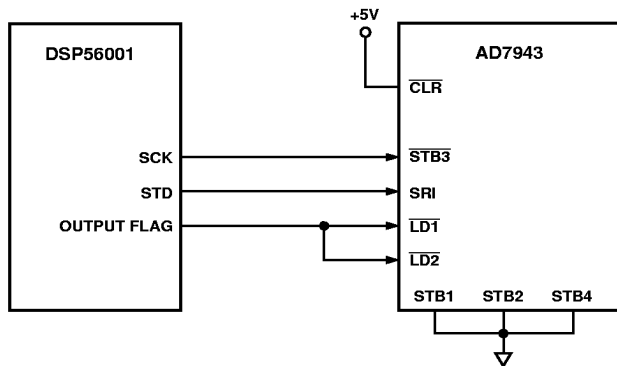 +5V
DSP56001
AD7943
CLR
SCK
STB3
STD
SRI
OUTPUT FLAG
LD1
LD2
STB1 STB2 STB4